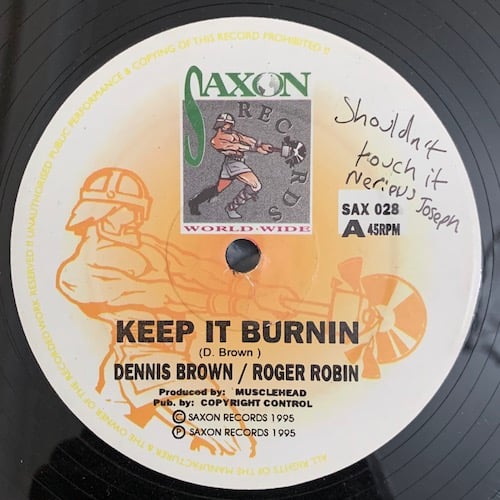 ALL RIGHTS OF THE MANUFACTURER & THE OWNER OF THE RECORDED WORK RESERVED !! UNAUTHORISED PUBLIC PERFORMANCE & COPYING OF THIS RECORD PROHIBITED !!
SAXON
RECORDS
WORLD·WIDE
Shouldn't
touch it
Nerious Joseph
SAX 028
A 45RPM
KEEP IT BURNIN
(D. Brown )
DENNIS BROWN / ROGER ROBIN
Produced by: MUSCLEHEAD
Pub. by: COPYRIGHT CONTROL
© SAXON RECORDS 1995
℗ SAXON RECORDS 1995